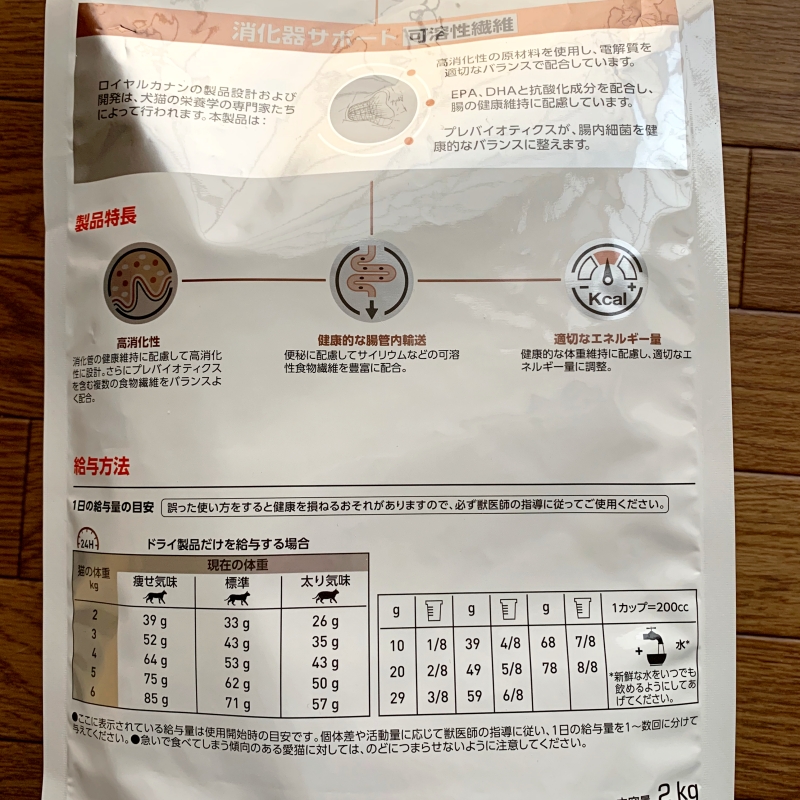 消化器サポート 可溶性繊維
ロイヤルカナンの製品設計および
開発は、犬猫の栄養学の専門家たち
によって行われます。本製品は：
高消化性の原材料を使用し、電解質を
適切なバランスで配合しています。
EPA、DHAと抗酸化成分を配合し、
腸の健康維持に配慮しています。
プレバイオティクスが、腸内細菌を健
康的なバランスに整えます。
製品特長
Kcal
高消化性
消化管の健康維持に配慮して高消化
性に設計。さらにプレバイオティクス
を含む複数の食物繊維をバランスよ
く配合。
健康的な腸管内輸送
便秘に配慮してサイリウムなどの可溶
性食物繊維を豊富に配合。
適切なエネルギー量
健康的な体重維持に配慮し、適切なエ
ネルギー量に調整。
給与方法
1日の給与量の目安 誤った使い方をすると健康を損ねるおそれがありますので、必ず獣医師の指導に従ってご使用ください。
24H
ドライ製品だけを給与する場合
猫の体重 kg 現在の体重
痩せ気味 標準 太り気味
2 39 g 33 g 26 g
3 52 g 43 g 35 g
4 64 g 53 g 43 g
5 75 g 62 g 50 g
6 85 g 71 g 57 g
g g g 1カップ=200cc
10 1/8 39 4/8 68 7/8
20 2/8 49 5/8 78 8/8
29 3/8 59 6/8
+ 水*
*新鮮な水をいつでも
飲めるようにしてあ
げてください。
●ここに表示されている給与量は使用開始時の目安です。個体差や活動量に応じて獣医師の指導に従い、1日の給与量を1～数回に分けて
与えてください。●急いで食べてしまう傾向のある愛猫に対しては、のどにつまらせないように注意してください。
2 kg